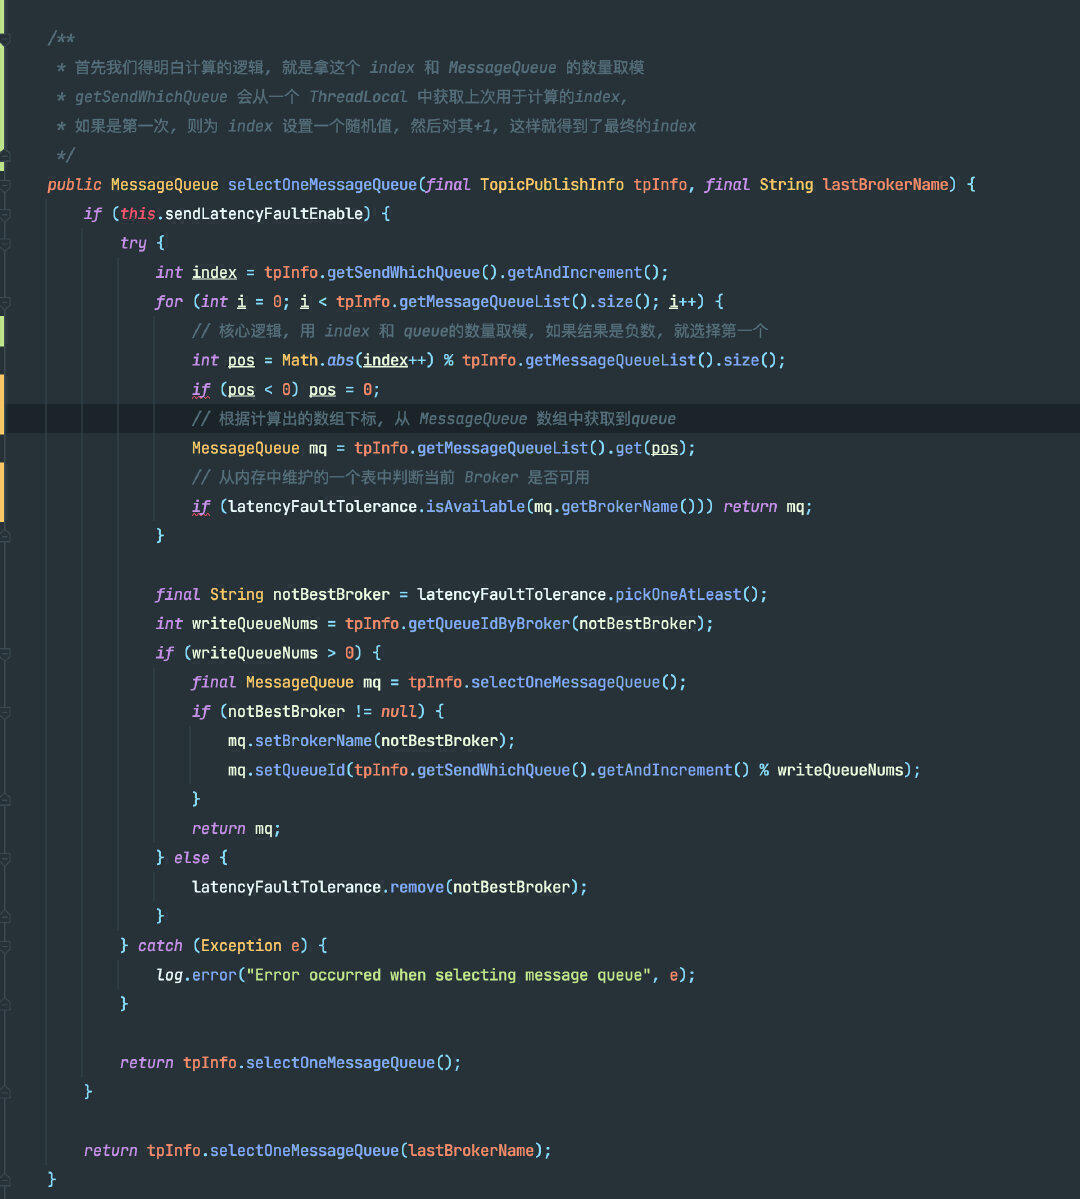 /**
 * 首先我们得明白计算的逻辑, 就是拿这个 index 和 MessageQueue 的数量取模
 * getSendWhichQueue 会从一个 ThreadLocal 中获取上次用于计算的index,
 * 如果是第一次, 则为 index 设置一个随机值, 然后对其+1, 这样就得到了最终的index
 */
public MessageQueue selectOneMessageQueue(final TopicPublishInfo tpInfo, final String lastBrokerName) {
    if (this.sendLatencyFaultEnable) {
        try {
            int index = tpInfo.getSendWhichQueue().getAndIncrement();
            for (int i = 0; i < tpInfo.getMessageQueueList().size(); i++) {
                // 核心逻辑, 用 index 和 queue的数量取模, 如果结果是负数, 就选择第一个
                int pos = Math.abs(index++) % tpInfo.getMessageQueueList().size();
                if (pos < 0) pos = 0;
                // 根据计算出的数组下标, 从 MessageQueue 数组中获取到queue
                MessageQueue mq = tpInfo.getMessageQueueList().get(pos);
                // 从内存中维护的一个表中判断当前 Broker 是否可用
                if (latencyFaultTolerance.isAvailable(mq.getBrokerName())) return mq;
            }
            final String notBestBroker = latencyFaultTolerance.pickOneAtLeast();
            int writeQueueNums = tpInfo.getQueueIdByBroker(notBestBroker);
            if (writeQueueNums > 0) {
                final MessageQueue mq = tpInfo.selectOneMessageQueue();
                if (notBestBroker != null) {
                    mq.setBrokerName(notBestBroker);
                    mq.setQueueId(tpInfo.getSendWhichQueue().getAndIncrement() % writeQueueNums);
                }
                return mq;
            } else {
                latencyFaultTolerance.remove(notBestBroker);
            }
        } catch (Exception e) {
            log.error("Error occurred when selecting message queue", e);
        }
        return tpInfo.selectOneMessageQueue();
    }
    return tpInfo.selectOneMessageQueue(lastBrokerName);
}